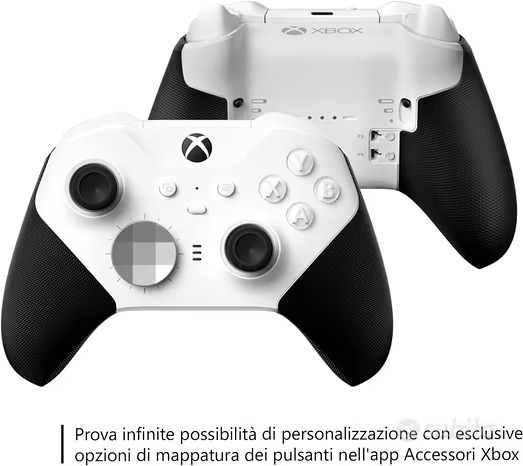 XBOX
Y
X
B
A
Prova infinite possibilità di personalizzazione con esclusive
opzioni di mappatura dei pulsanti nell'app Accessori Xbox